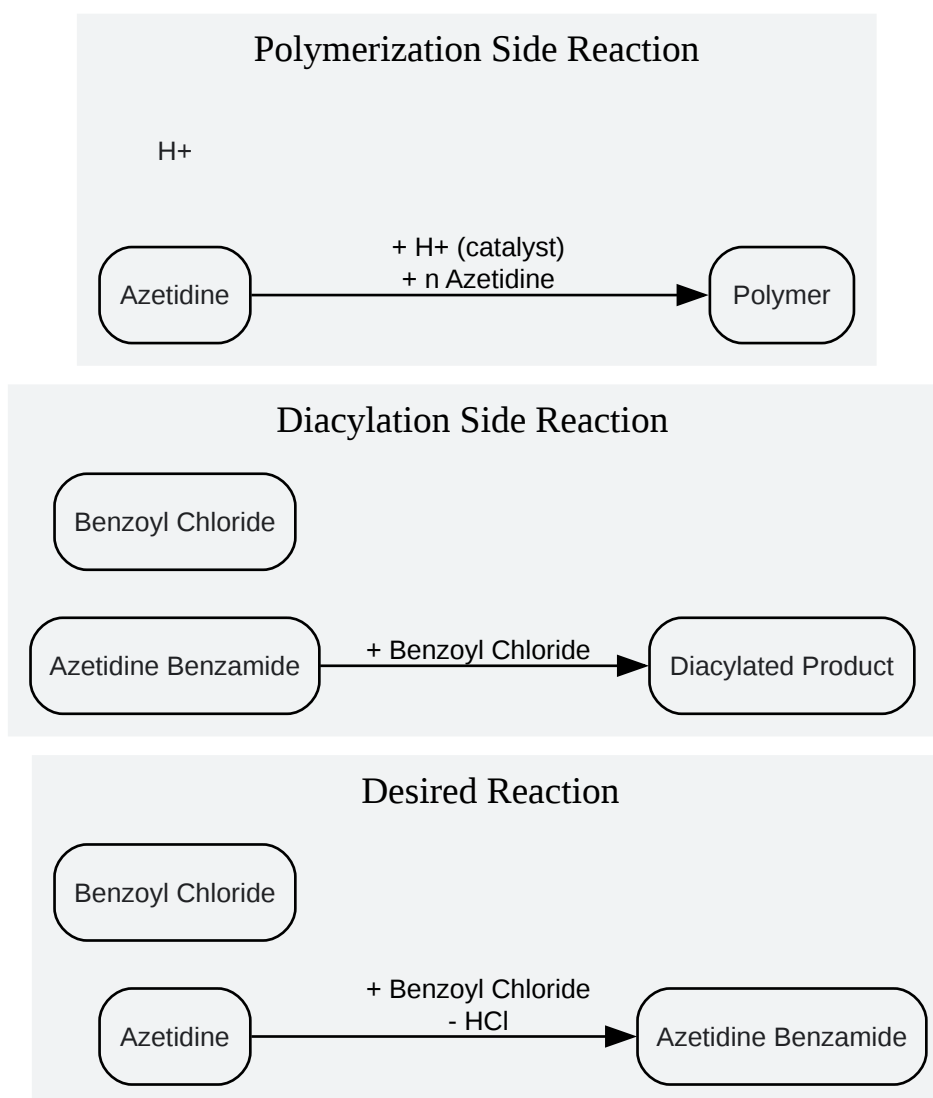 Polymerization Side Reaction
H+
+ H+ (catalyst)
+ n Azetidine
Azetidine
Polymer
Diacylation Side Reaction
Benzoyl Chloride
Azetidine Benzamide
+ Benzoyl Chloride
Diacylated Product
Desired Reaction
Benzoyl Chloride
+ Benzoyl Chloride
- HCl
Azetidine
Azetidine Benzamide